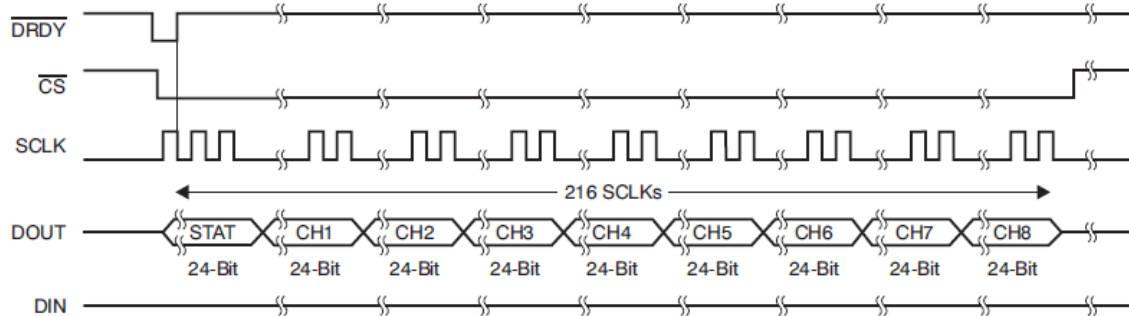 DRDY
CS
SCLK
216 SCLKs
DOUT STAT CH1 CH2 CH3 CH4 CH5 CH6 CH7 CH8
24-Bit 24-Bit 24-Bit 24-Bit 24-Bit 24-Bit 24-Bit 24-Bit 24-Bit
DIN